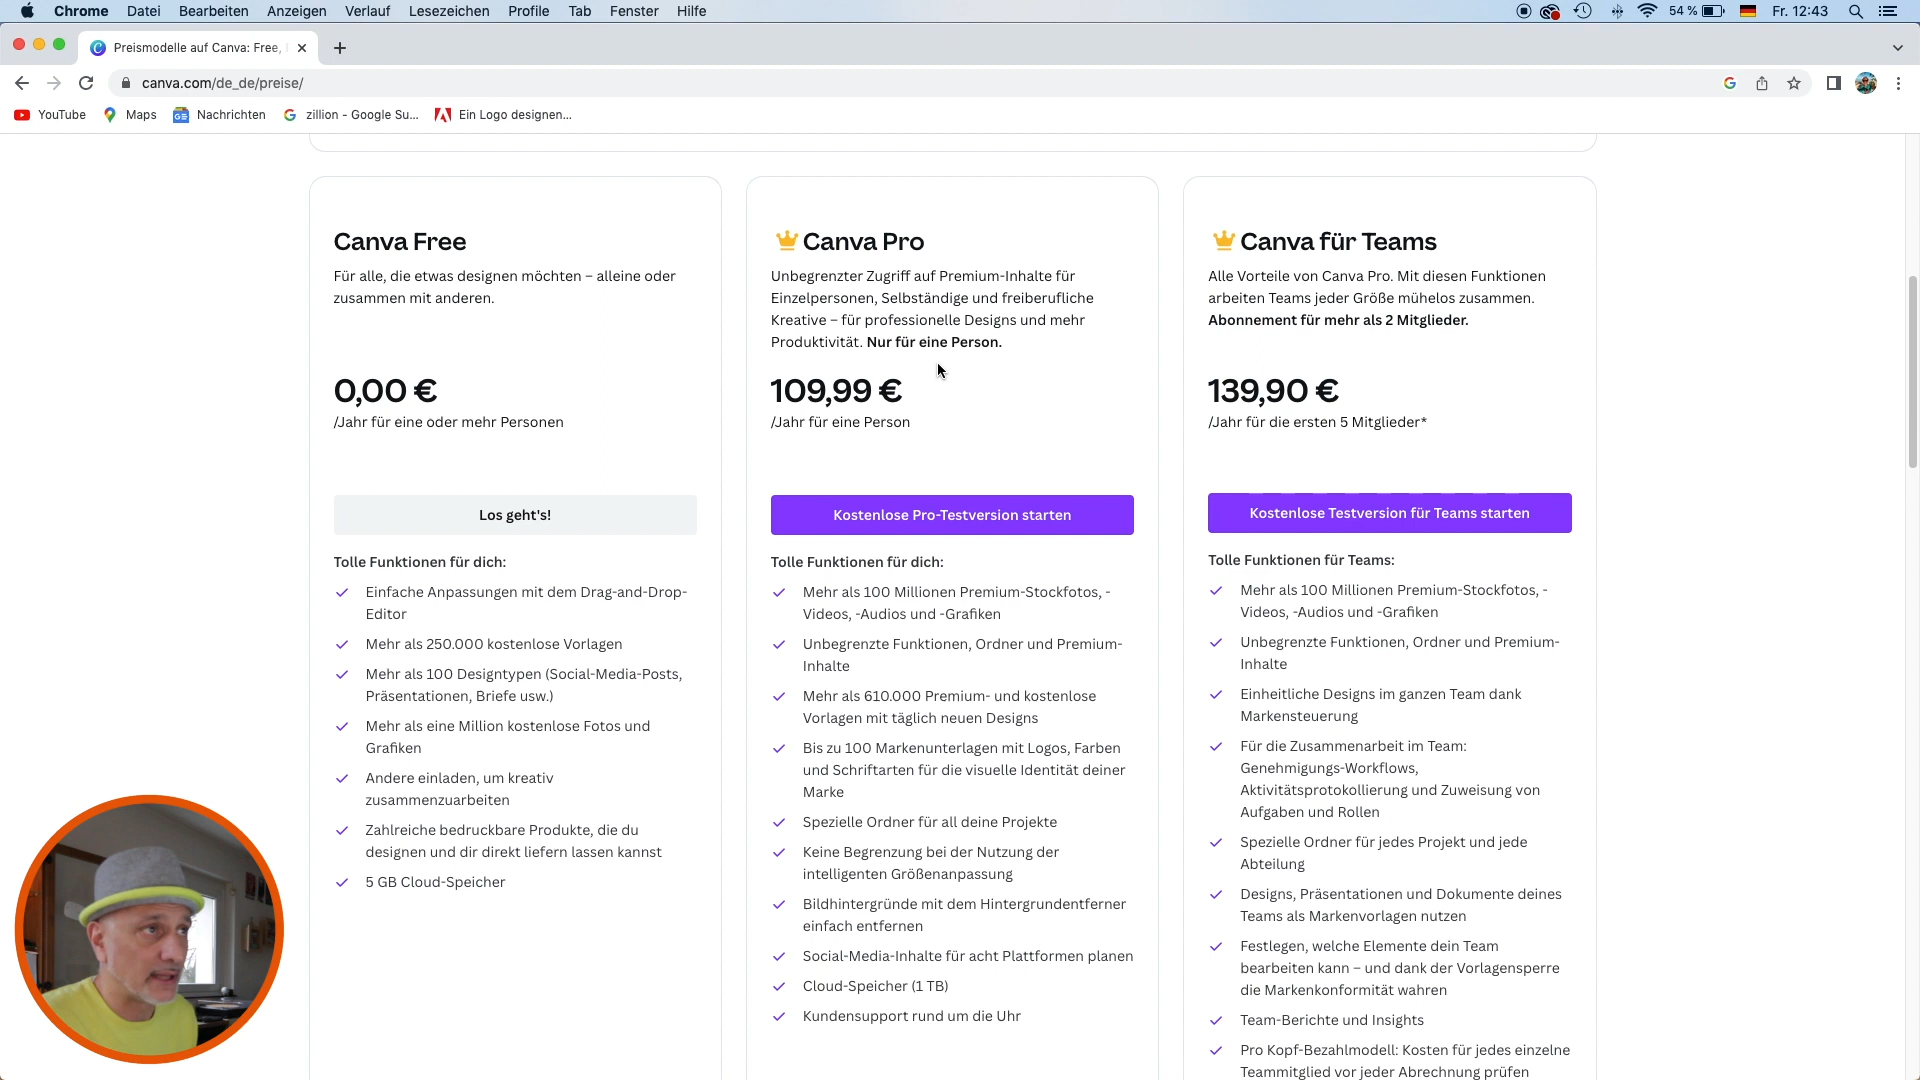 Chrome Datei Bearbeiten Anzeigen Verlauf Lesezeichen Profile Tab Fenster Hilfe 54 % Fr. 12:43
Preismodelle auf Canva: Free,
canva.com/de_de/preise/
YouTube Maps Nachrichten zillion - Google Su... Ein Logo designen...
Canva Free
Für alle, die etwas designen möchten – alleine oder
zusammen mit anderen.
0,00 €
/Jahr für eine oder mehr Personen
Los geht's!
Tolle Funktionen für dich:
Einfache Anpassungen mit dem Drag-and-Drop-
Editor
Mehr als 250.000 kostenlose Vorlagen
Mehr als 100 Designtypen (Social-Media-Posts,
Präsentationen, Briefe usw.)
Mehr als eine Million kostenlose Fotos und
Grafiken
Andere einladen, um kreativ
zusammenzuarbeiten
Zahlreiche bedruckbare Produkte, die du
designen und dir direkt liefern lassen kannst
5 GB Cloud-Speicher
Canva Pro
Unbegrenzter Zugriff auf Premium-Inhalte für
Einzelpersonen, Selbständige und freiberufliche
Kreative – für professionelle Designs und mehr
Produktivität. Nur für eine Person.
109,99 €
/Jahr für eine Person
Kostenlose Pro-Testversion starten
Tolle Funktionen für dich:
Mehr als 100 Millionen Premium-Stockfotos, -
Videos, -Audios und -Grafiken
Unbegrenzte Funktionen, Ordner und Premium-
Inhalte
Mehr als 610.000 Premium- und kostenlose
Vorlagen mit täglich neuen Designs
Bis zu 100 Markenunterlagen mit Logos, Farben
und Schriftarten für die visuelle Identität deiner
Marke
Spezielle Ordner für all deine Projekte
Keine Begrenzung bei der Nutzung der
intelligenten Größenanpassung
Bildhintergründe mit dem Hintergrundentferner
einfach entfernen
Social-Media-Inhalte für acht Plattformen planen
Cloud-Speicher (1 TB)
Kundensupport rund um die Uhr
Canva für Teams
Alle Vorteile von Canva Pro. Mit diesen Funktionen
arbeiten Teams jeder Größe mühelos zusammen.
Abonnement für mehr als 2 Mitglieder.
139,90 €
/Jahr für die ersten 5 Mitglieder*
Kostenlose Testversion für Teams starten
Tolle Funktionen für Teams:
Mehr als 100 Millionen Premium-Stockfotos, -
Videos, -Audios und -Grafiken
Unbegrenzte Funktionen, Ordner und Premium-
Inhalte
Einheitliche Designs im ganzen Team dank
Markensteuerung
Für die Zusammenarbeit im Team:
Genehmigungs-Workflows,
Aktivitätsprotokollierung und Zuweisung von
Aufgaben und Rollen
Spezielle Ordner für jedes Projekt und jede
Abteilung
Designs, Präsentationen und Dokumente deines
Teams als Markenvorlagen nutzen
Festlegen, welche Elemente dein Team
bearbeiten kann – und dank der Vorlagensperre
die Markenkonformität wahren
Team-Berichte und Insights
Pro Kopf-Bezahlmodell: Kosten für jedes einzelne
Teammitglied vor jeder Abrechnung prüfen